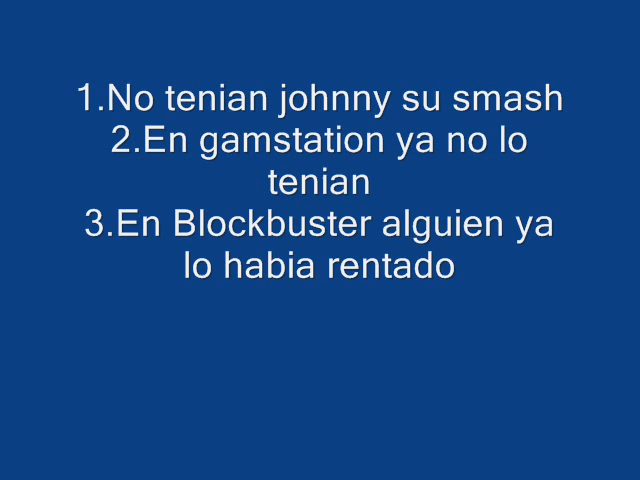 1.No tenian johnny su smash
2.En gamstation ya no lo
tenian
3.En Blockbuster alguien ya
lo habia rentado